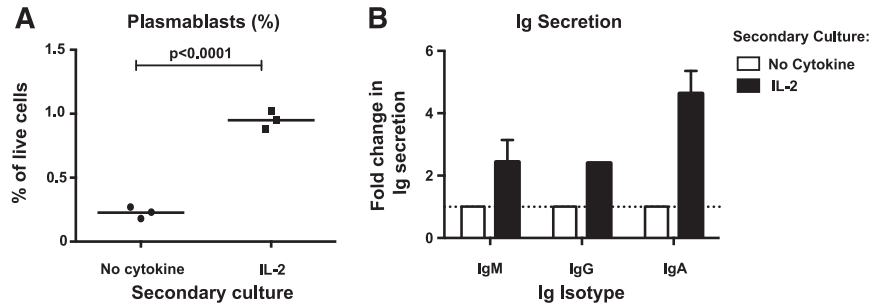 A
Plasmablasts (%)
1.5
1.0
0.5
0
% of live cells
p<0.0001
No cytokine
IL-2
Secondary culture
B
Ig Secretion
6
4
2
0
Fold change in
Ig secretion
IgM
IgG
IgA
Ig Isotype
Secondary Culture:
No Cytokine
IL-2